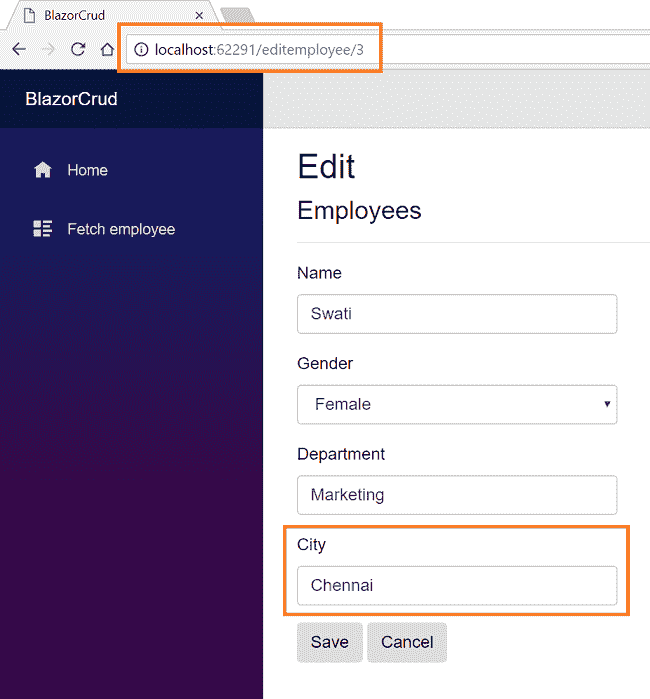 BlazorCrud
localhost:62291/editemployee/3
BlazorCrud
Home
Fetch employee
Edit
Employees
Name
Swati
Gender
Female
Department
Marketing
City
Chennai
Save Cancel